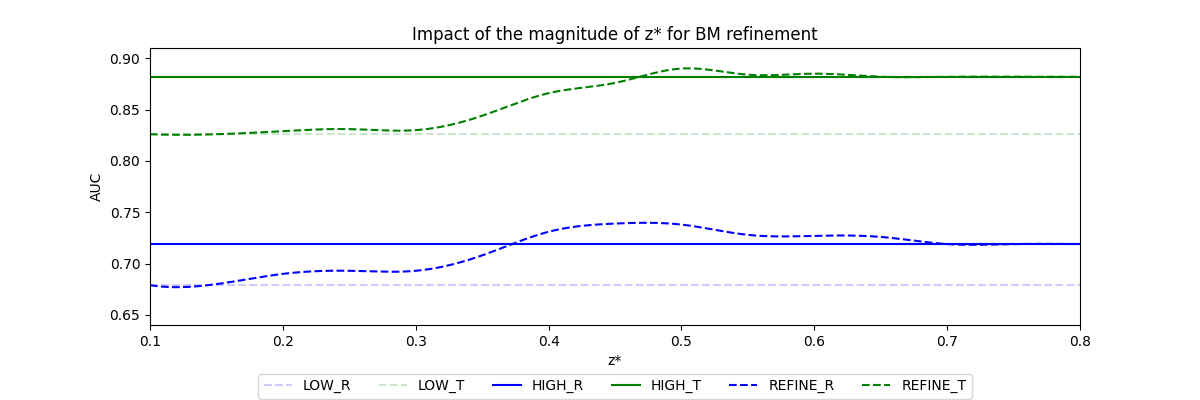 Impact of the magnitude of z* for BM refinement
0.90
0.85
0.80
0.75
0.70
0.65
AUC
0.1 0.2 0.3 0.4 0.5 0.6 0.7 0.8
z*
LOW_R LOW_T HIGH_R HIGH_T REFINE_R REFINE_T